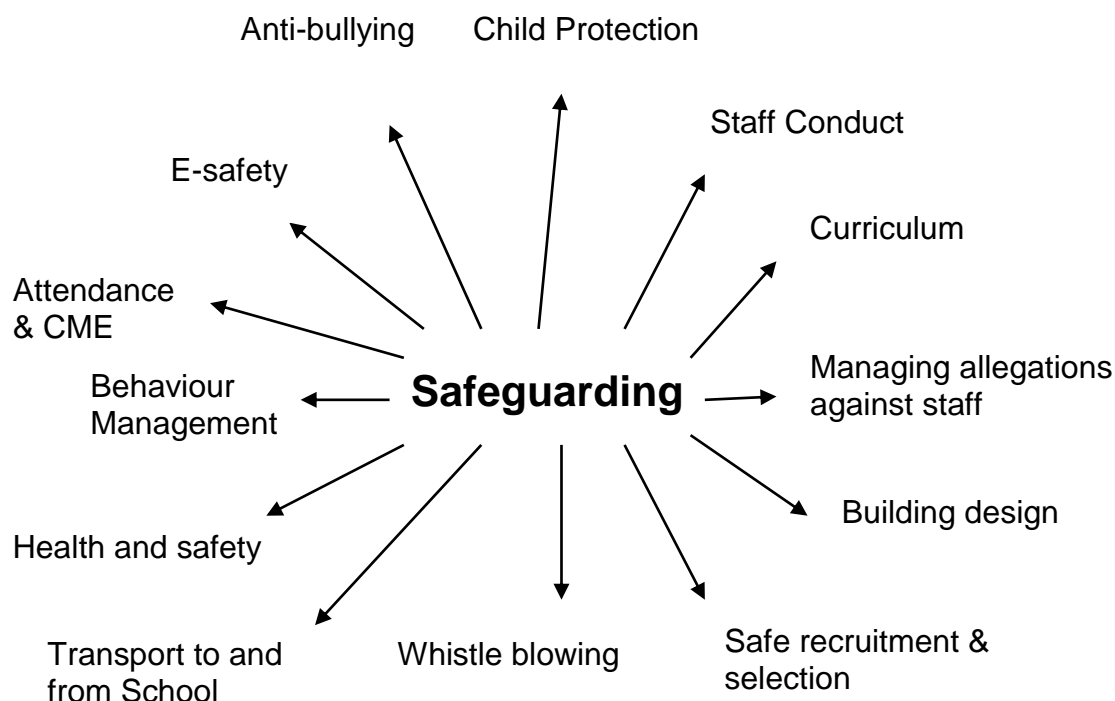 Anti-bullying
Child Protection
Staff Conduct
E-safety
Curriculum
Attendance
& CME
Managing allegations
against staff
Behaviour
Management
Safeguarding
Building design
Health and safety
Transport to and
from School
Whistle blowing
Safe recruitment &
selection